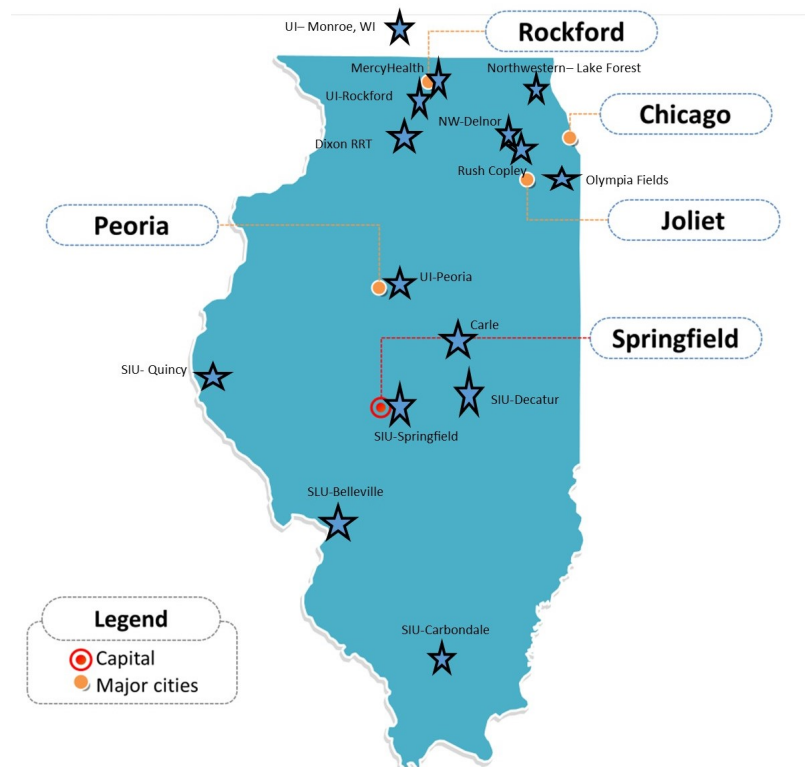 UI– Monroe, WI
Rockford
MercyHealth
Northwestern– Lake Forest
UI-Rockford
Chicago
NW-Delnor
Dixon RRT
Rush Copley
Olympia Fields
Peoria
Joliet
UI-Peoria
Carle
Springfield
SIU- Quincy
SIU-Decatur
SIU-Springfield
SLU-Belleville
SIU-Carbondale
Legend
Capital
Major cities